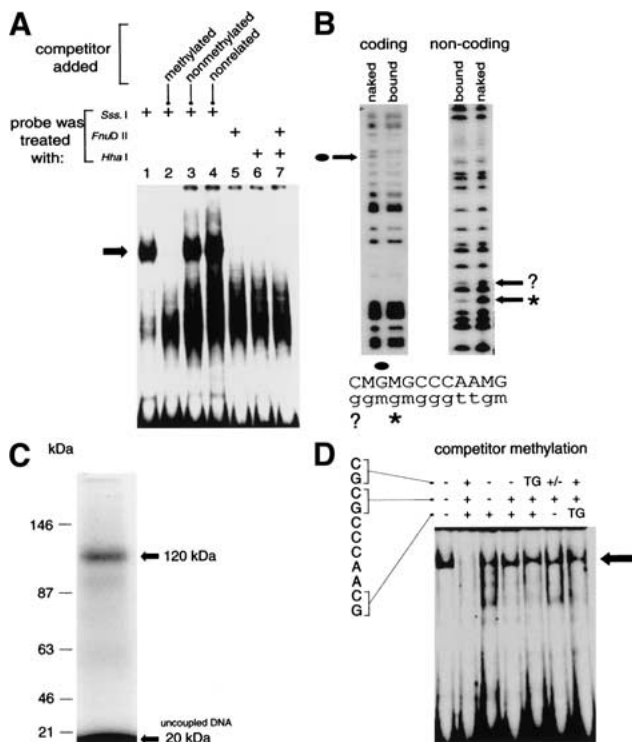 A
competitor
added
methylated
nonmethylated
nonrelated
probe was
treated
with:
Sss. I + + + +
FnuD II + +
Hha I + +
1 2 3 4 5 6 7
B
coding non-coding
naked bound bound naked
?
*
CMGMGCCCAAMG
ggmgmgggttgm
? *
C
kDa
146
87
63
46
21
120 kDa
uncoupled DNA
20 kDa
D
competitor methylation
C
G
C
G
C
C
C
A
A
C
G
- + - - TG +/- +
- + - + + + +
- + + + + - TG